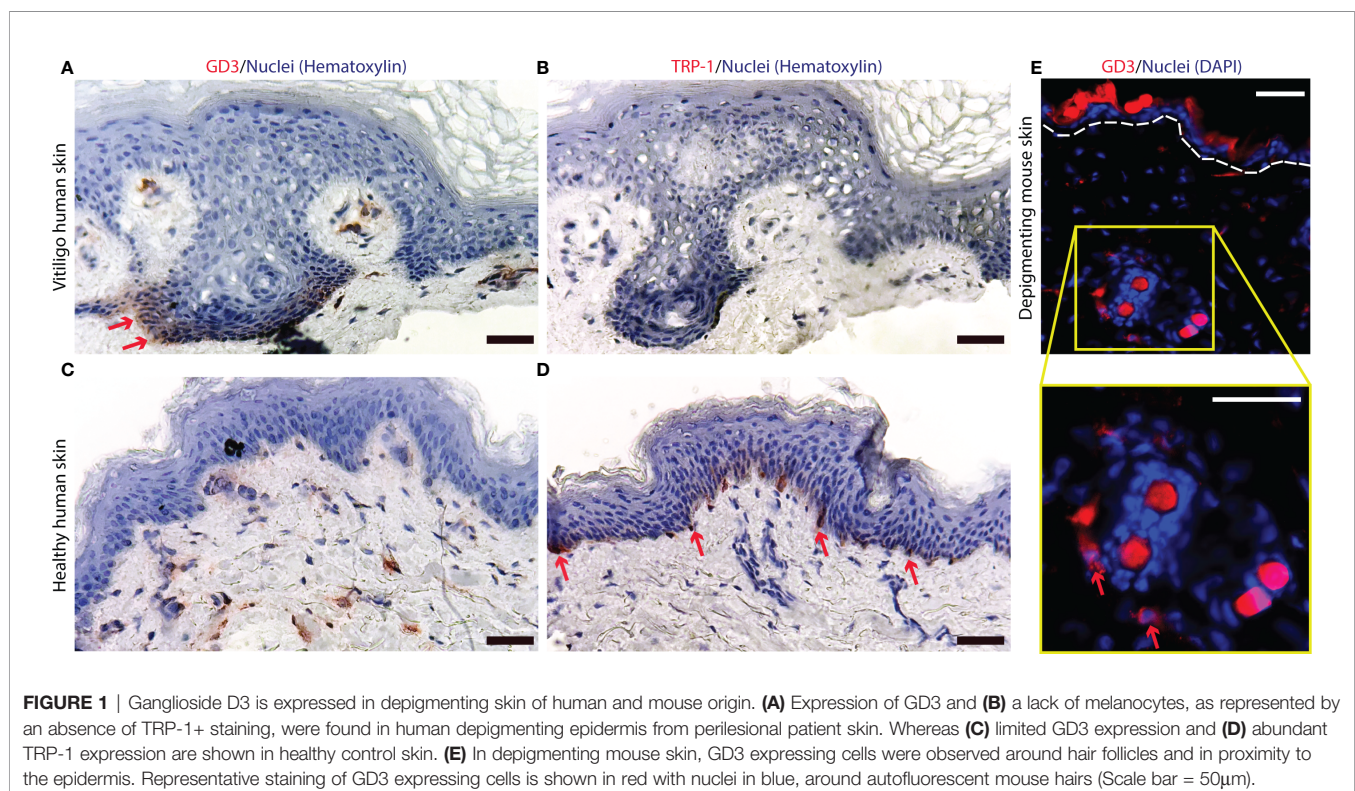 A
GD3/Nuclei (Hematoxylin)
B
TRP-1/Nuclei (Hematoxylin)
E
GD3/Nuclei (DAPI)
Vitiligo human skin
Depigmenting mouse skin
C
D
Healthy human skin
FIGURE 1 | Ganglioside D3 is expressed in depigmenting skin of human and mouse origin. (A) Expression of GD3 and (B) a lack of melanocytes, as represented by
an absence of TRP-1+ staining, were found in human depigmenting epidermis from perilesional patient skin. Whereas (C) limited GD3 expression and (D) abundant
TRP-1 expression are shown in healthy control skin. (E) In depigmenting mouse skin, GD3 expressing cells were observed around hair follicles and in proximity to
the epidermis. Representative staining of GD3 expressing cells is shown in red with nuclei in blue, around autofluorescent mouse hairs (Scale bar = 50μm).